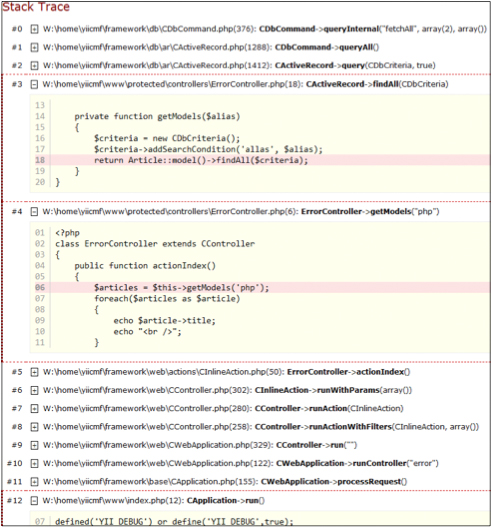 Stack Trace
#0 + W:\home\yiicmf\framework\db\CDbCommand.php(376): CDbCommand->queryInternal("fetchAll", array(2), array())
#1 + W:\home\yiicmf\framework\db\ar\CActiveRecord.php(1288): CDbCommand->queryAll()
#2 + W:\home\yiicmf\framework\db\ar\CActiveRecord.php(1412): CActiveRecord->query(CDbCriteria, true)
#3 − W:\home\yiicmf\www\protected\controllers\ErrorController.php(18): CActiveRecord->findAll(CDbCriteria)
13
14 private function getModels($alias)
15 {
16 $criteria = new CDbCriteria();
17 $criteria->addSearchCondition('allas', $alias);
18 return Article::model()->findAll($criteria);
19 }
20 }
#4 − W:\home\yiicmf\www\protected\controllers\ErrorController.php(6): ErrorController->getModels("php")
01 <?php
02 class ErrorController extends CController
03 {
04 public function actionIndex()
05 {
06 $articles = $this->getModels('php');
07 foreach($articles as $article)
08 {
09 echo $article->title;
10 echo "<br />";
11 }
#5 + W:\home\yiicmf\framework\web\actions\CInlineAction.php(50): ErrorController->actionIndex()
#6 + W:\home\yiicmf\framework\web\CController.php(302): CInlineAction->runWithParams(array())
#7 + W:\home\yiicmf\framework\web\CController.php(280): CController->runAction(CInlineAction)
#8 + W:\home\yiicmf\framework\web\CController.php(258): CController->runActionWithFilters(CInlineAction, array())
#9 + W:\home\yiicmf\framework\web\CWebApplication.php(329): CController->run("")
#10 + W:\home\yiicmf\framework\web\CWebApplication.php(122): CWebApplication->runController("error")
#11 + W:\home\yiicmf\framework\base\CApplication.php(155): CWebApplication->processRequest()
#12 − W:\home\yiicmf\www\index.php(12): CApplication->run()
07 defined('YII_DEBUG') or define('YII_DEBUG',true);